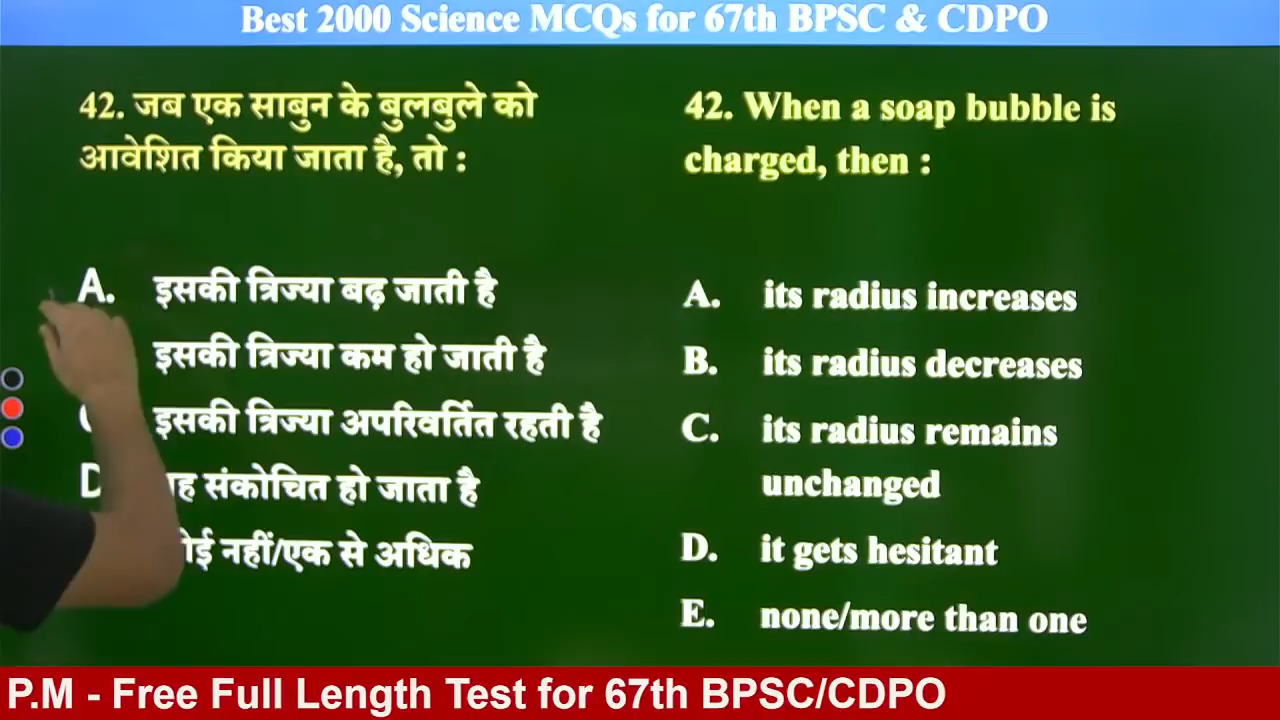 Best 2000 Science MCQs for 67th BPSC & CDPO
42. जब एक साबुन के बुलबुले को
आवेशित किया जाता है, तो :
A. इसकी त्रिज्या बढ़ जाती है
इसकी त्रिज्या कम हो जाती है
इसकी त्रिज्या अपरिवर्तित रहती है
D संकोचित हो जाता है
नहीं/एक से अधिक
42. When a soap bubble is
charged, then :
A. its radius increases
B. its radius decreases
C. its radius remains
unchanged
D. it gets hesitant
E. none/more than one
P.M - Free Full Length Test for 67th BPSC/CDPO